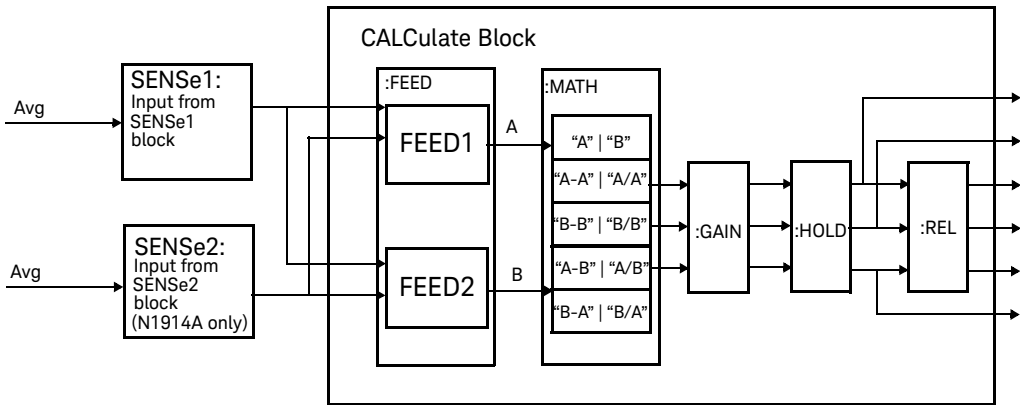 CALCulate Block
SENSe1:
Input from
SENSe1
block
Avg
:FEED
FEED1
A
:MATH
“A” | “B”
“A-A” | “A/A”
“B-B” | “B/B”
“A-B” | “A/B”
“B-A” | “B/A”
:GAIN
:HOLD
:REL
SENSe2:
Input from
SENSe2
block
(N1914A only)
Avg
FEED2
B